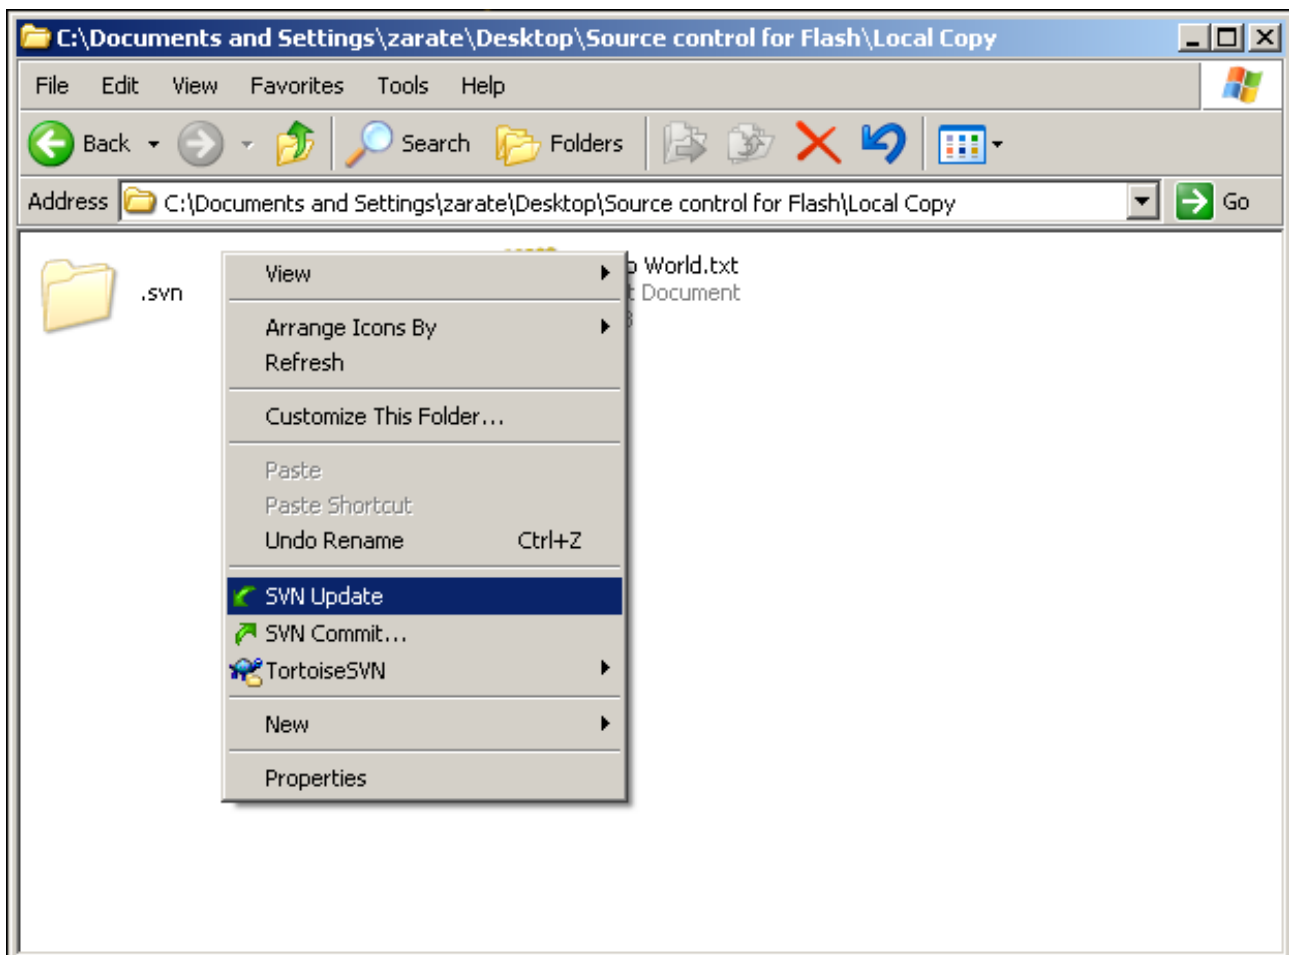 C:\Documents and Settings\zarate\Desktop\Source control for Flash\Local Copy
File Edit View Favorites Tools Help
Back Search Folders
Address C:\Documents and Settings\zarate\Desktop\Source control for Flash\Local Copy Go
.svn
World.txt
Document
View
Arrange Icons By
Refresh
Customize This Folder...
Paste
Paste Shortcut
Undo Rename Ctrl+Z
SVN Update
SVN Commit...
TortoiseSVN
New
Properties